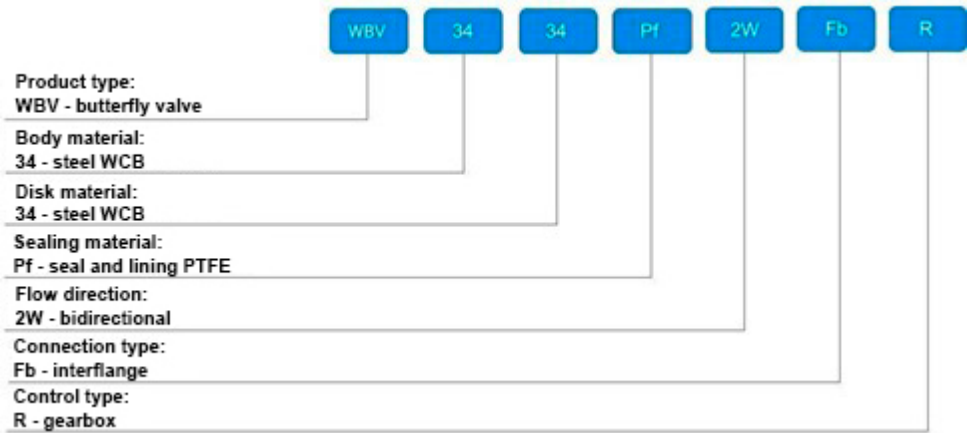 WBV 34 34 Pf 2W Fb R
Product type:
WBV - butterfly valve
Body material:
34 - steel WCB
Disk material:
34 - steel WCB
Sealing material:
Pf - seal and lining PTFE
Flow direction:
2W - bidirectional
Connection type:
Fb - interflange
Control type:
R - gearbox